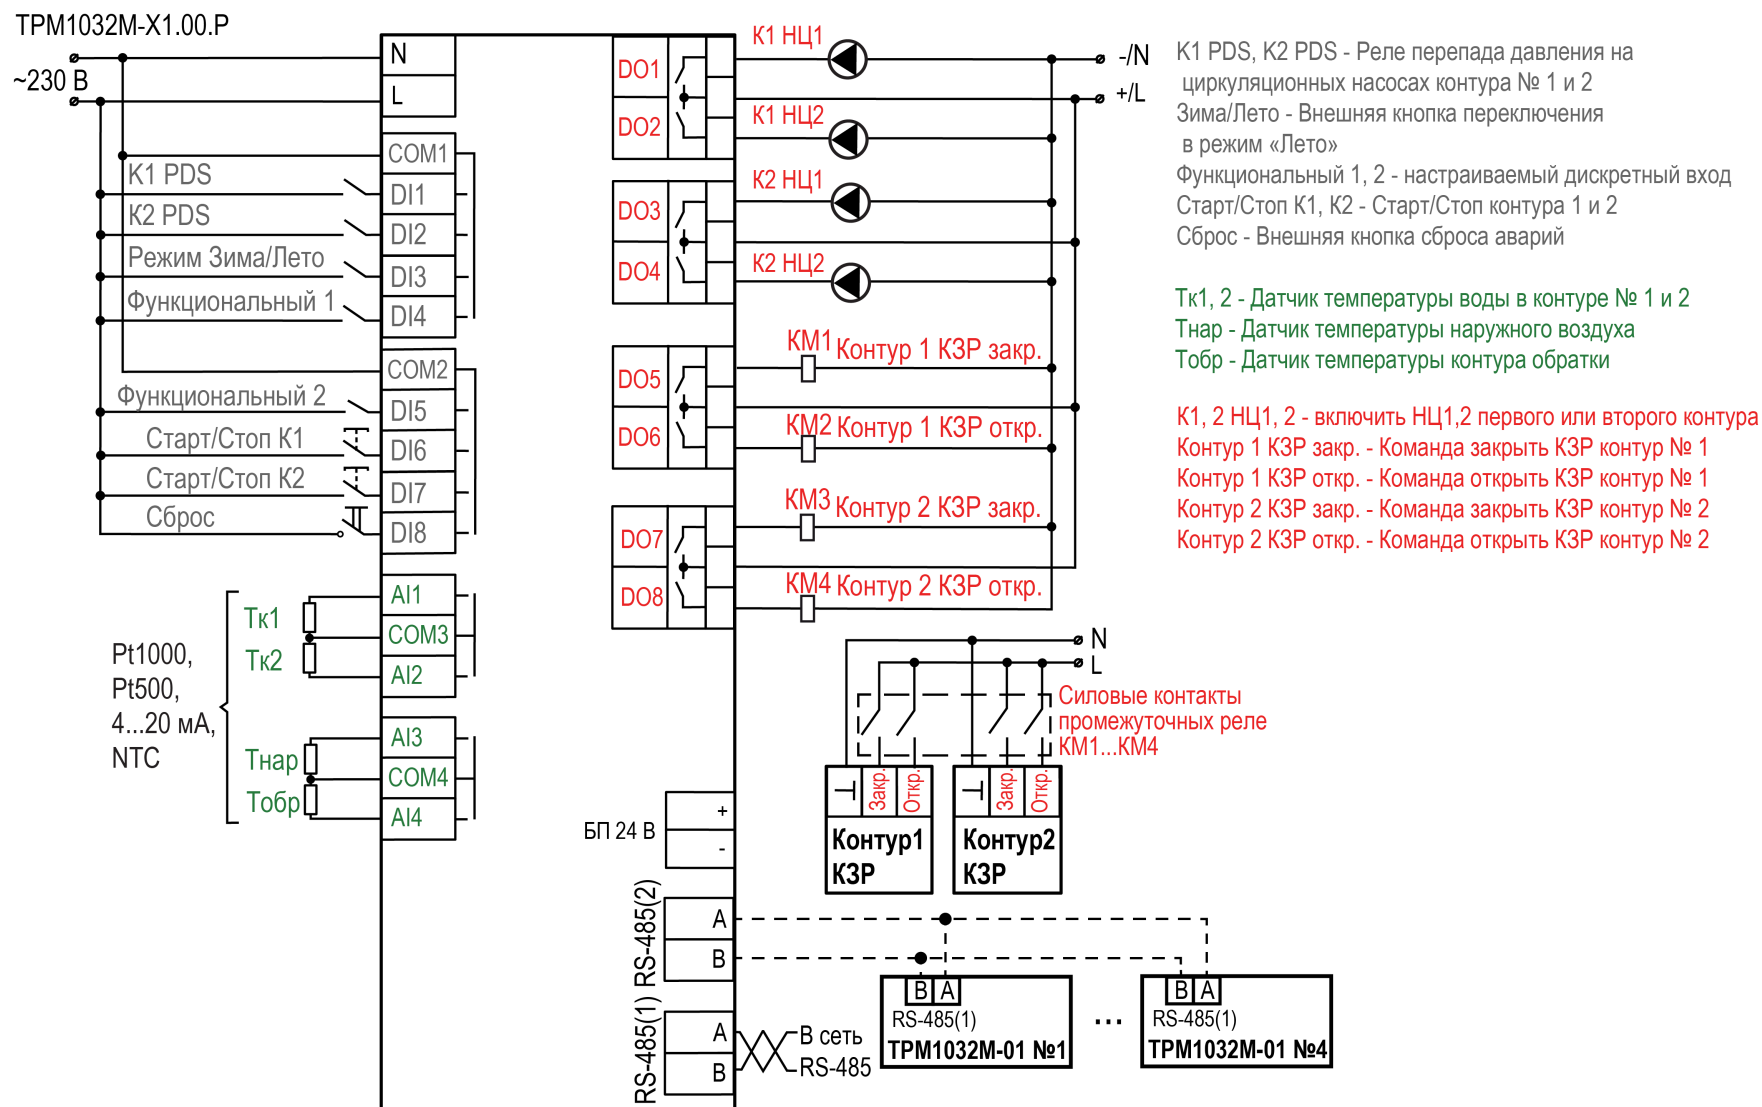 ТРМ1032М-Х1.00.Р
~230 В
N
L
COM1
K1 PDS
DI1
K2 PDS
DI2
Режим Зима/Лето
DI3
Функциональный 1
DI4
COM2
Функциональный 2
DI5
Старт/Стоп К1
DI6
Старт/Стоп К2
DI7
Сброс
DI8
Pt1000,
Pt500,
4...20 мА,
NTC
Тк1
Тк2
AI1
COM3
AI2
Тнар
Тобр
AI3
COM4
AI4
DO1
DO2
DO3
DO4
DO5
DO6
DO7
DO8
К1 НЦ1
К1 НЦ2
К2 НЦ1
К2 НЦ2
-/N
+/L
КМ1 Контур 1 КЗР закр.
КМ2 Контур 1 КЗР откр.
КМ3 Контур 2 КЗР закр.
КМ4 Контур 2 КЗР откр.
N
L
Силовые контакты
промежуточных реле
КМ1...КМ4
Закр.
Откр.
Контур1
КЗР
Закр.
Откр.
Контур2
КЗР
БП 24 В
+
-
RS-485(2)
A
B
RS-485(1)
A
B
В сеть
RS-485
B A
RS-485(1)
ТРМ1032М-01 №1
...
B A
RS-485(1)
ТРМ1032М-01 №4
K1 PDS, K2 PDS - Реле перепада давления на
циркуляционных насосах контура № 1 и 2
Зима/Лето - Внешняя кнопка переключения
в режим «Лето»
Функциональный 1, 2 - настраиваемый дискретный вход
Старт/Стоп К1, К2 - Старт/Стоп контура 1 и 2
Сброс - Внешняя кнопка сброса аварий
Тк1, 2 - Датчик температуры воды в контуре № 1 и 2
Тнар - Датчик температуры наружного воздуха
Тобр - Датчик температуры контура обратки
К1, 2 НЦ1, 2 - включить НЦ1,2 первого или второго контура
Контур 1 КЗР закр. - Команда закрыть КЗР контур № 1
Контур 1 КЗР откр. - Команда открыть КЗР контур № 1
Контур 2 КЗР закр. - Команда закрыть КЗР контур № 2
Контур 2 КЗР откр. - Команда открыть КЗР контур № 2